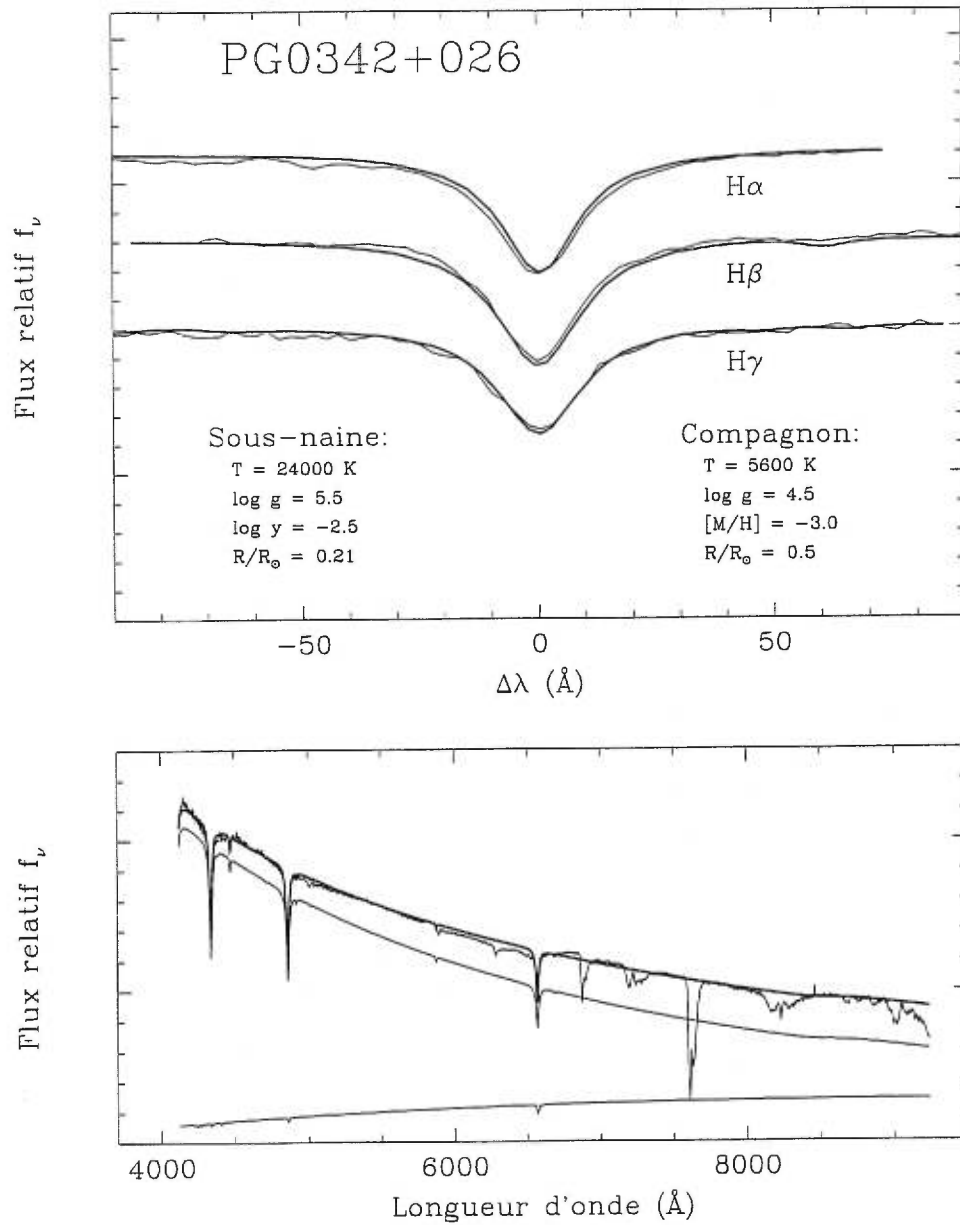 PG0342+026
Hα
Hβ
Hγ
Flux relatif fν
Sous-naine:
T = 24000 K
log g = 5.5
log y = -2.5
R/R⊙ = 0.21
Compagnon:
T = 5600 K
log g = 4.5
[M/H] = -3.0
R/R⊙ = 0.5
-50 0 50
Δλ (Å)
Flux relatif fν
4000 6000 8000
Longueur d'onde (Å)